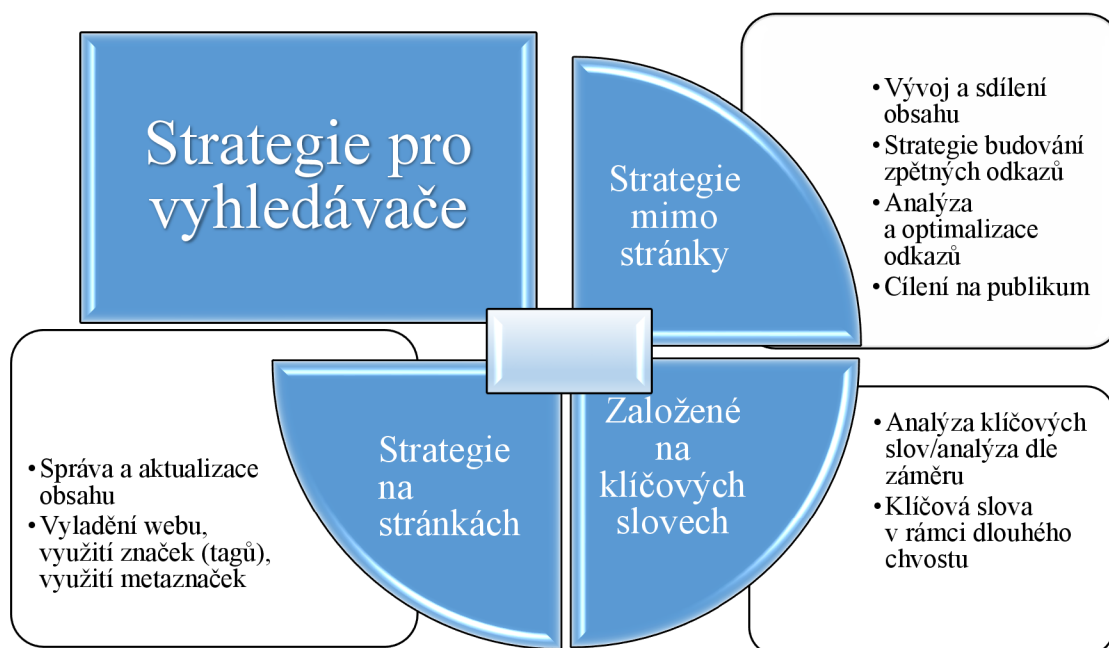 Strategie pro
vyhledávače
Strategie
mimo
stránky
• Vývoj a sdílení
obsahu
• Strategie budování
zpětných odkazů
• Analýza
a optimalizace
odkazů
• Cílení na publikum
• Správa a aktualizace
obsahu
• Vyladění webu,
využití značek (tagů),
využití metaznaček
Strategie
na
stránkách
Založené
na
klíčových
slovech
• Analýza klíčových
slov/analýza dle
záměru
• Klíčová slova
v rámci dlouhého
chvostu